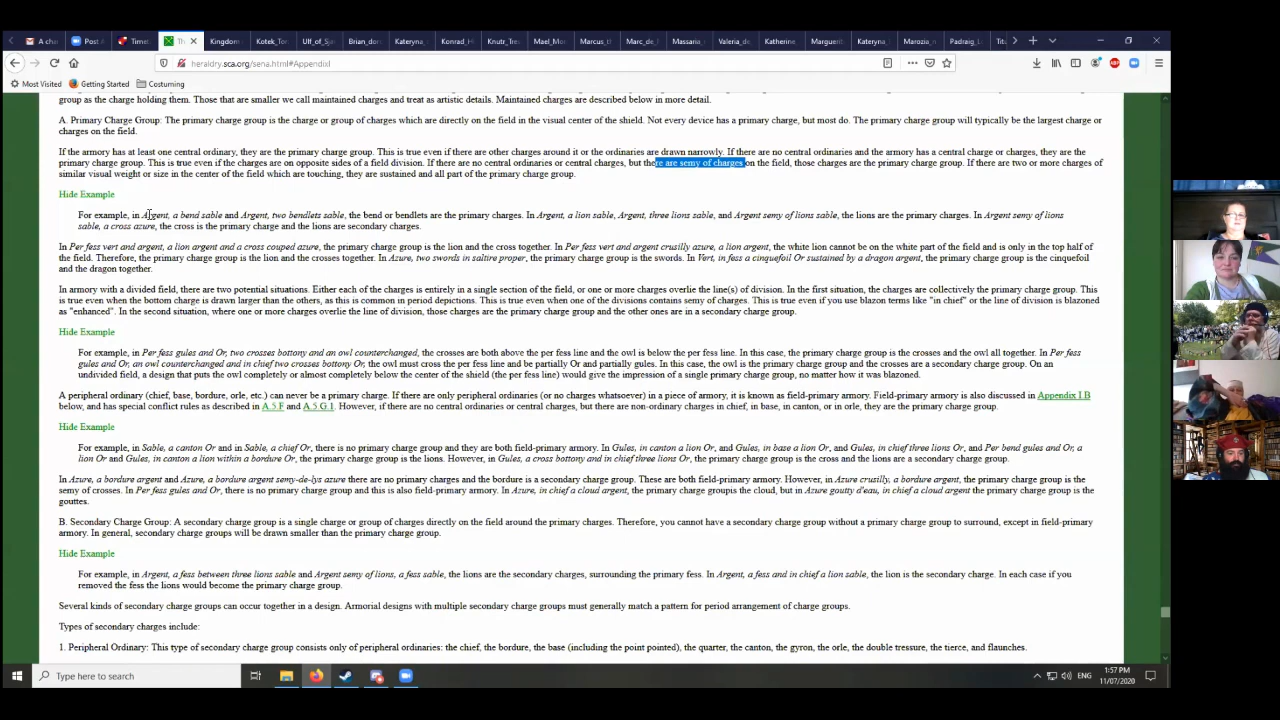 A cha
Post A
Timeli
Th
Kingdom
Kotek_Ton
Ulf_of_Sj
Brian_dor
Kateryna_
Konrad_H
Knutr_Tre
Mael_Mor
Marcus_th
Marc_de_
Massaria_
Valeria_de
Katherine_
Marguerit
Kateryna_
Marozia_n
Padraig_L
heraldry.sca.org/sena.html#AppendixI
Most Visited
Getting Started
Costuming
group as the charge holding them. Those that are smaller we call maintained charges and treat as artistic details. Maintained charges are described below in more detail.
A. Primary Charge Group: The primary charge group is the charge or group of charges which are directly on the field in the visual center of the shield. Not every device has a primary charge, but most do. The primary charge group will typically be the largest charge or
charges on the field.
If the armory has at least one central ordinary, they are the primary charge group. This is true even if there are other charges around it or the ordinaries are drawn narrowly. If there are no central ordinaries and the armory has a central charge or charges, they are the
primary charge group. This is true even if the charges are on opposite sides of a field division. If there are no central ordinaries or central charges, but there are semy of charges on the field, those charges are the primary charge group. If there are two or more charges of
similar visual weight or size in the center of the field which are touching, they are sustained and all part of the primary charge group.
Hide Example
For example, in Argent, a bend sable and Argent, two bendlets sable, the bend or bendlets are the primary charges. In Argent, a lion sable, Argent, three lions sable, and Argent semy of lions sable, the lions are the primary charges. In Argent semy of lions
sable, a cross azure, the cross is the primary charge and the lions are secondary charges.
In Per fess vert and argent, a lion argent and a cross couped azure, the primary charge group is the lion and the cross together. In Per fess vert and argent crusilly azure, a lion argent, the white lion cannot be on the white part of the field and is only in the top half of
the field. Therefore, the primary charge group is the lion and the crosses together. In Azure, two swords in saltire proper, the primary charge group is the swords. In Vert, in fess a cinquefoil Or sustained by a dragon argent, the primary charge group is the cinquefoil
and the dragon together.
In armory with a divided field, there are two potential situations. Either each of the charges is entirely in a single section of the field, or one or more charges overlie the line(s) of division. In the first situation, the charges are collectively the primary charge group. This
is true even when the bottom charge is drawn larger than the others, as this is common in period depictions. This is true even when one of the divisions contains semy of charges. This is true even if you use blazon terms like "in chief" or the line of division is blazoned
as "enhanced". In the second situation, where one or more charges overlie the line of division, those charges are the primary charge group and the other ones are in a secondary charge group.
Hide Example
For example, in Per fess gules and Or, two crosses bottony and an owl counterchanged, the crosses are both above the per fess line and the owl is below the per fess line. In this case, the primary charge group is the crosses and the owl all together. In Per fess
gules and Or, an owl counterchanged and in chief two crosses bottony Or, the owl must cross the per fess line and be partially Or and partially gules. In this case, the owl is the primary charge group and the crosses are a secondary charge group. On an
undivided field, a design that puts the owl completely or almost completely below the center of the shield (the per fess line) would give the impression of a single primary charge group, no matter how it was blazoned.
A peripheral ordinary (chief, base, bordure, orle, etc.) can never be a primary charge. If there are only peripheral ordinaries (or no charges whatsoever) in a piece of armory, it is known as field-primary armory. Field-primary armory is also discussed in Appendix I.B
below, and has special conflict rules as described in A.5.F and A.5.G.1. However, if there are no central ordinaries or central charges, but there are non-ordinary charges in chief, in base, in canton, or in orle, they are the primary charge group.
Hide Example
For example, in Sable, a canton Or and in Sable, a chief Or, there is no primary charge group and they are both field-primary armory. In Gules, in canton a lion Or, and Gules, in base a lion Or, and Gules, in chief three lions Or, and Per bend gules and Or, a
lion Or and Gules, in canton a lion within a bordure Or, the primary charge group is the lions. However, in Gules, a cross bottony and in chief three lions Or, the primary charge group is the cross and the lions are a secondary charge group.
In Azure, a bordure argent and Azure, a bordure argent semy-de-lys azure there are no primary charges and the bordure is a secondary group. These are both field-primary armory. However, in Azure crusilly, a bordure argent, the primary charge group is the
semy of crosses. In Per fess gules and Or, there is no primary charge group and this is also field-primary armory. In Azure, in chief a cloud argent, the primary charge groups the cloud, but in Azure goutty d'eau, in chief a cloud argent the primary charge group is the
gouttes.
B. Secondary Charge Group: A secondary charge group is a single charge or group of charges directly on the field around the primary charges. Therefore, you cannot have a secondary charge group without a primary charge group to surround, except in field-primary
armory. In general, secondary charge groups will be drawn smaller than the primary charge group.
Hide Example
For example, in Argent, a fess between three lions sable and Argent semy of lions, a fess sable, the lions are the secondary charges, surrounding the primary fess. In Argent, a fess and in chief a lion sable, the lion is the secondary charge. In each case if you
removed the fess the lions would become the primary charge group.
Several kinds of secondary charge groups can occur together in a design. Armorial designs with multiple secondary charge groups must generally match a pattern for period arrangement of charge groups.
Types of secondary charges include:
1. Peripheral Ordinary: This type of secondary charge group consists only of peripheral ordinaries: the chief, the bordure, the base (including the point pointed), the quarter, the canton, the gyron, the orle, the double tressure, the tierce, and flaunches.
Type here to search
ENG
1:57 PM
11/07/2020